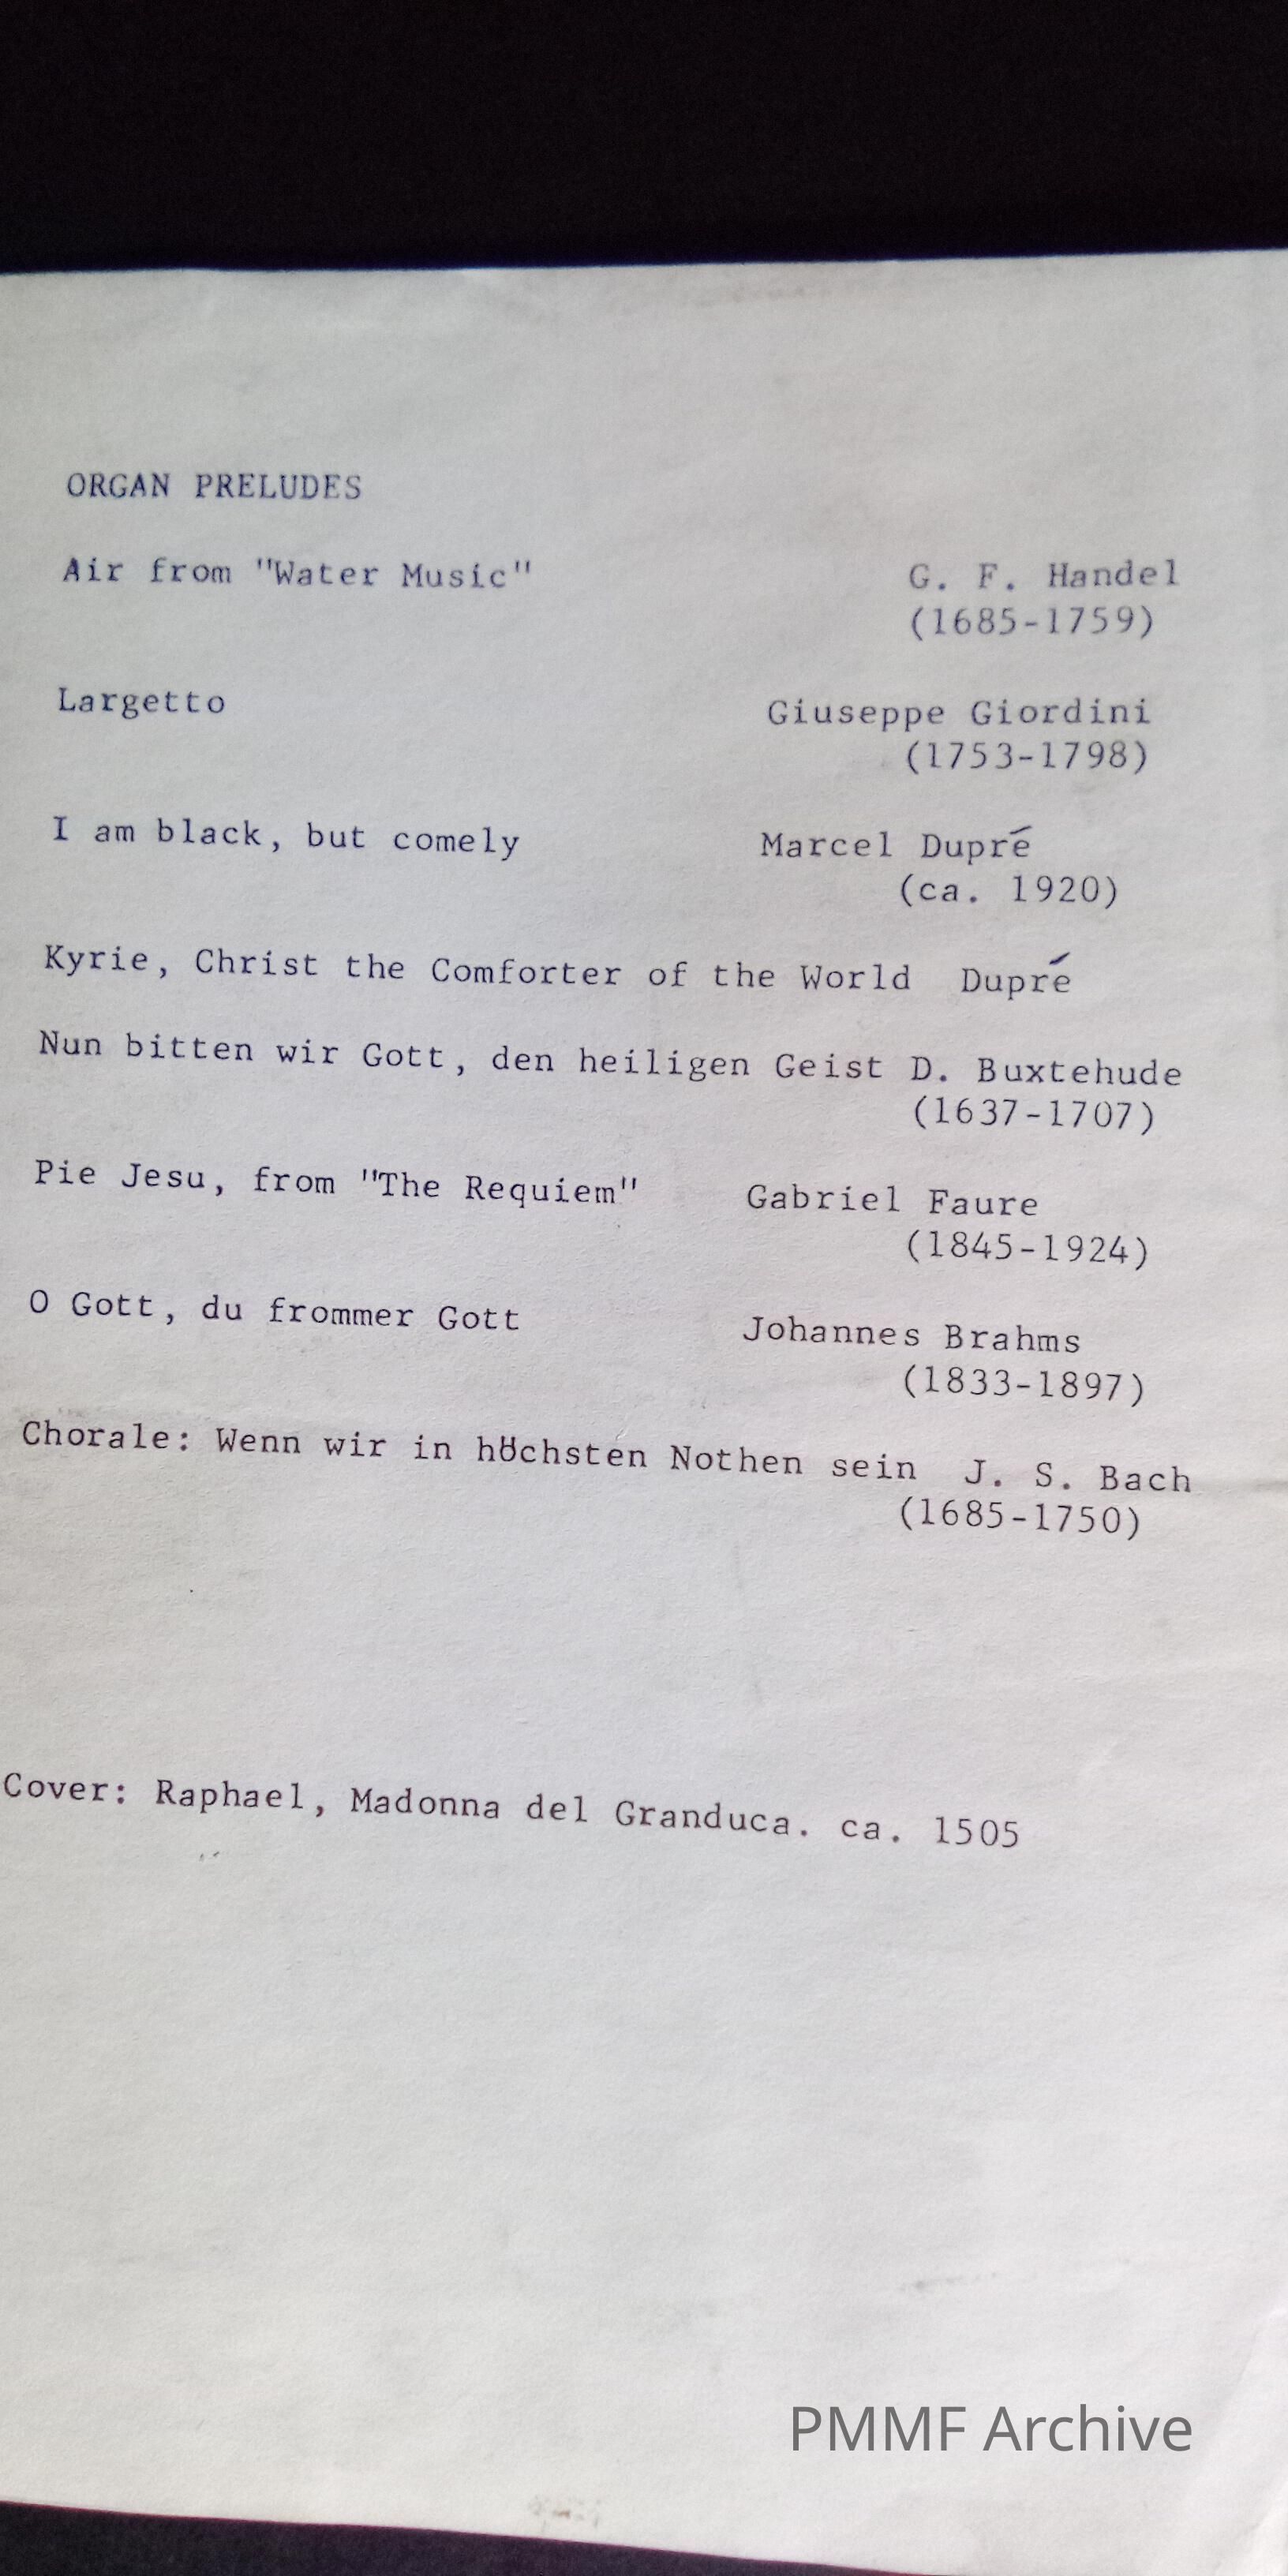 ORGAN PRELUDES
Air from "Water Music" G. F. Handel
(1685-1759)
Largetto Giuseppe Giordini
(1753-1798)
I am black, but comely Marcel Dupré
(ca. 1920)
Kyrie, Christ the Comforter of the World Dupré
Nun bitten wir Gott, den heiligen Geist D. Buxtehude
(1637-1707)
Pie Jesu, from "The Requiem" Gabriel Faure
(1845-1924)
O Gott, du frommer Gott Johannes Brahms
(1833-1897)
Chorale: Wenn wir in höchsten Nothen sein J. S. Bach
(1685-1750)
Cover: Raphael, Madonna del Granduca. ca. 1505
PMMF Archive